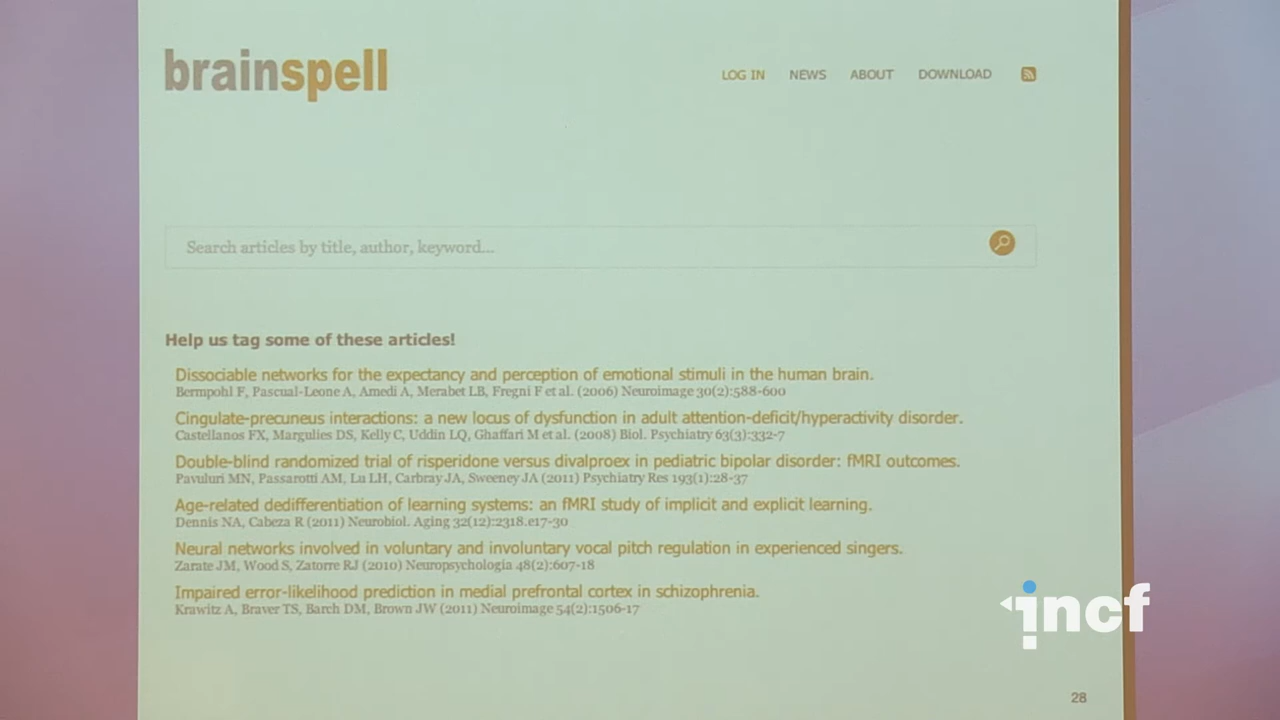 brainspell
LOG IN NEWS ABOUT DOWNLOAD
Search articles by title, author, keyword...
Help us tag some of these articles!
Dissociable networks for the expectancy and perception of emotional stimuli in the human brain.
Bermpohl F, Pascual-Leone A, Amedi A, Merabet LB, Fregni F et al. (2006) Neuroimage 30(2):588-600
Cingulate-precuneus interactions: a new locus of dysfunction in adult attention-deficit/hyperactivity disorder.
Castellanos FX, Margulies DS, Kelly C, Uddin LQ, Ghaffari M et al. (2008) Biol. Psychiatry 63(3):332-7
Double-blind randomized trial of risperidone versus divalproex in pediatric bipolar disorder: fMRI outcomes.
Pavuluri MN, Passarotti AM, Lu LH, Carbray JA, Sweeney JA (2011) Psychiatry Res 193(1):28-37
Age-related dedifferentiation of learning systems: an fMRI study of implicit and explicit learning.
Dennis NA, Cabeza R (2011) Neurobiol. Aging 32(12):2318.e17-30
Neural networks involved in voluntary and involuntary vocal pitch regulation in experienced singers.
Zarate JM, Wood S, Zatorre RJ (2010) Neuropsychologia 48(2):607-18
Impaired error-likelihood prediction in medial prefrontal cortex in schizophrenia.
Krawitz A, Braver TS, Barch DM, Brown JW (2011) Neuroimage 54(2):1506-17
incf
28